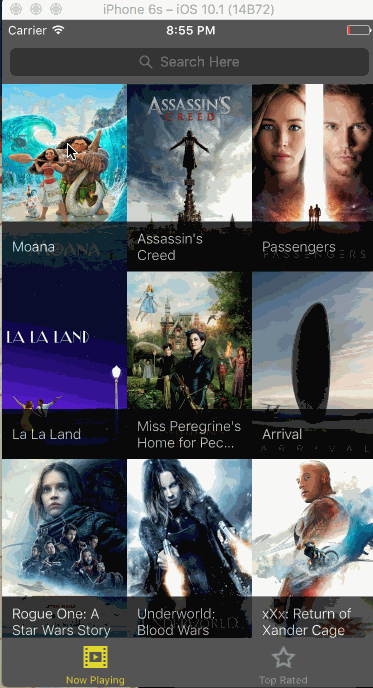 iPhone 6s – iOS 10.1 (14B72)
Carrier 8:55 PM
Search Here
ASSASSIN'S
CREED
Moana
MOANA
Assassin's
Creed
Passengers
PASSENGERS
LA LA LAND
La La Land
Miss Peregrine's
Home for Pec...
Arrival
ARRIVAL
Rogue One: A
Star Wars Story
Underworld:
Blood Wars
xXx: Return of
Xander Cage
Now Playing
Top Rated